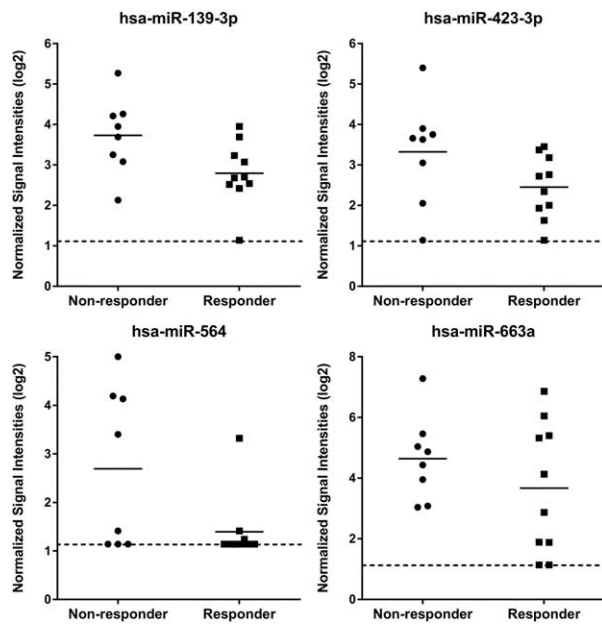 hsa-miR-139-3p
Normalized Signal Intensities (log2)
6
5
4
3
2
1
0
Non-responder Responder
hsa-miR-423-3p
Normalized Signal Intensities (log2)
6
5
4
3
2
1
0
Non-responder Responder
hsa-miR-564
Normalized Signal Intensities (log2)
5
4
3
2
1
0
Non-responder Responder
hsa-miR-663a
Normalized Signal Intensities (log2)
8
6
4
2
0
Non-responder Responder